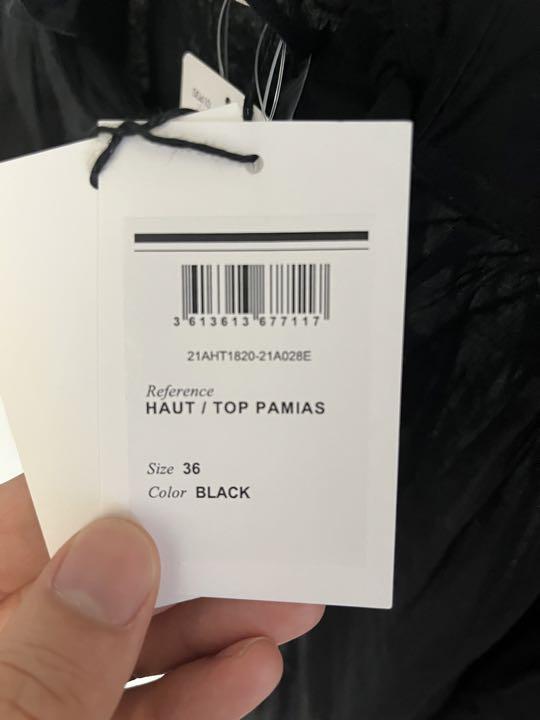 3 613613 677117
21AHT1820-21A028E
Reference
HAUT / TOP PAMIAS
Size 36
Color BLACK